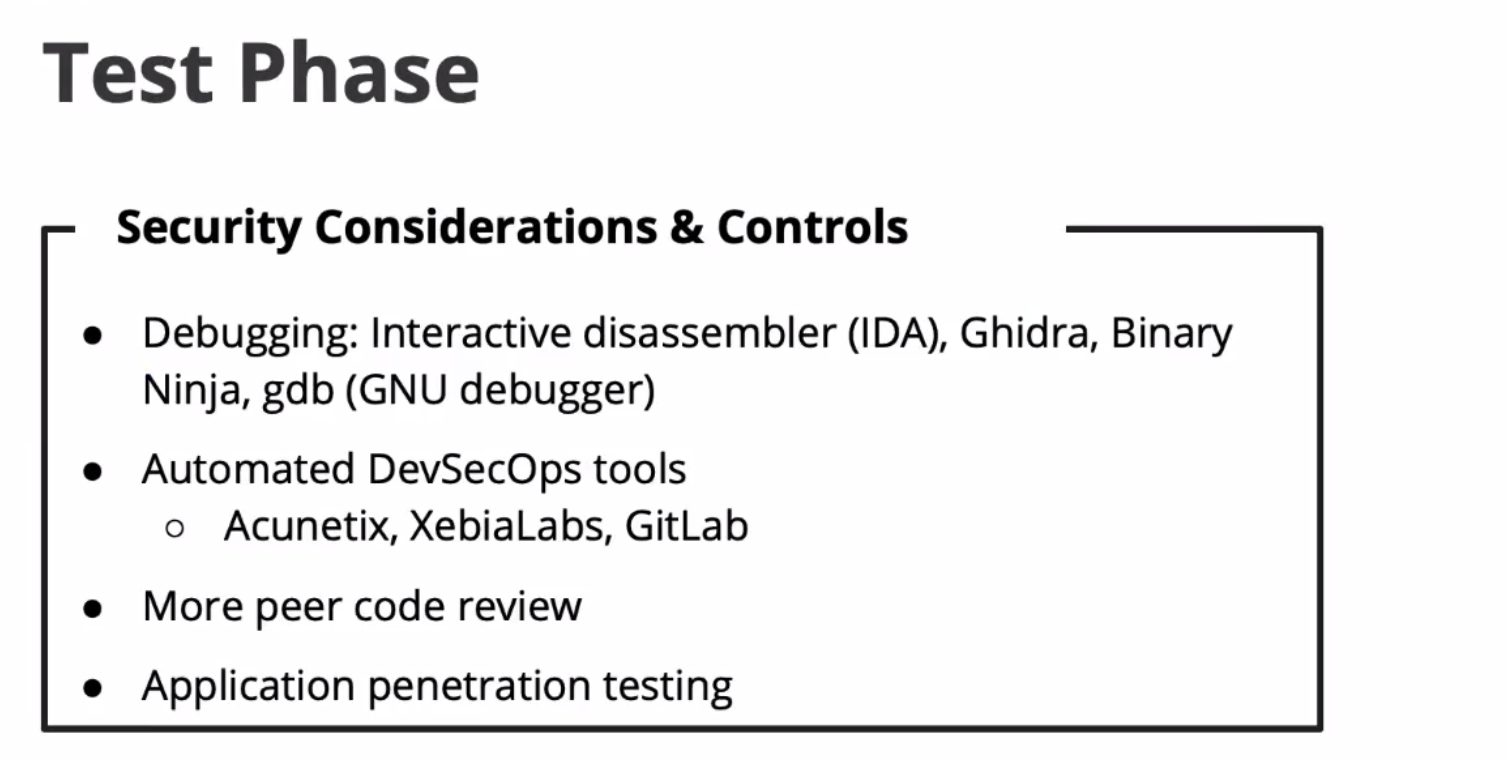 Test Phase
Security Considerations & Controls
● Debugging: Interactive disassembler (IDA), Ghidra, Binary
Ninja, gdb (GNU debugger)
● Automated DevSecOps tools
○ Acunetix, XebiaLabs, GitLab
● More peer code review
● Application penetration testing